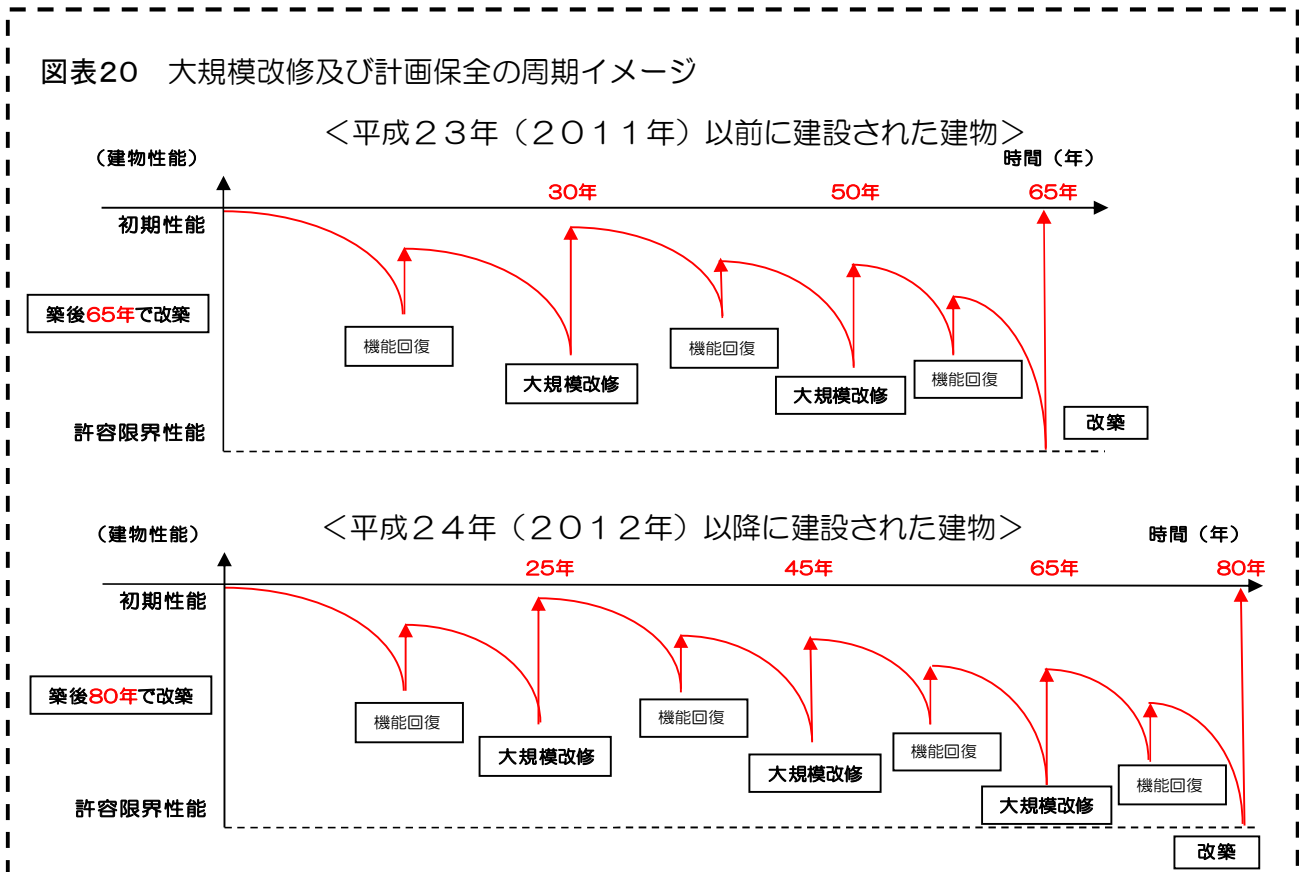 図表20 大規模改修及び計画保全の周期イメージ
＜平成２３年（２０１１年）以前に建設された建物＞
（建物性能）
時間（年）
30年
50年
65年
初期性能
築後65年で改築
機能回復
機能回復
機能回復
大規模改修
大規模改修
改築
許容限界性能
＜平成２４年（２０１２年）以降に建設された建物＞
（建物性能）
時間（年）
25年
45年
65年
80年
初期性能
築後80年で改築
機能回復
機能回復
機能回復
機能回復
大規模改修
大規模改修
大規模改修
許容限界性能
改築